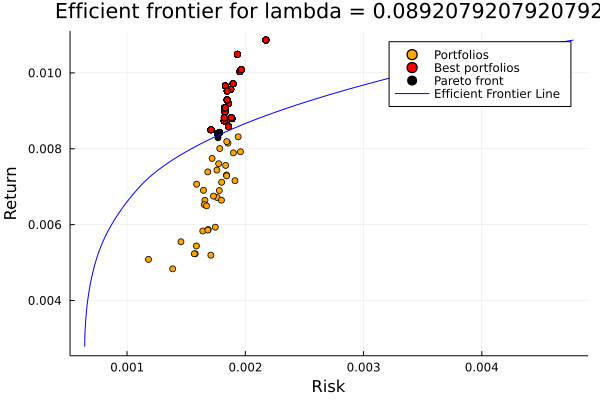 Efficient frontier for lambda = 0.0892079207920792
Portfolios
Best portfolios
Pareto front
Efficient Frontier Line
0.010
0.008
0.006
0.004
Return
0.001 0.002 0.003 0.004
Risk